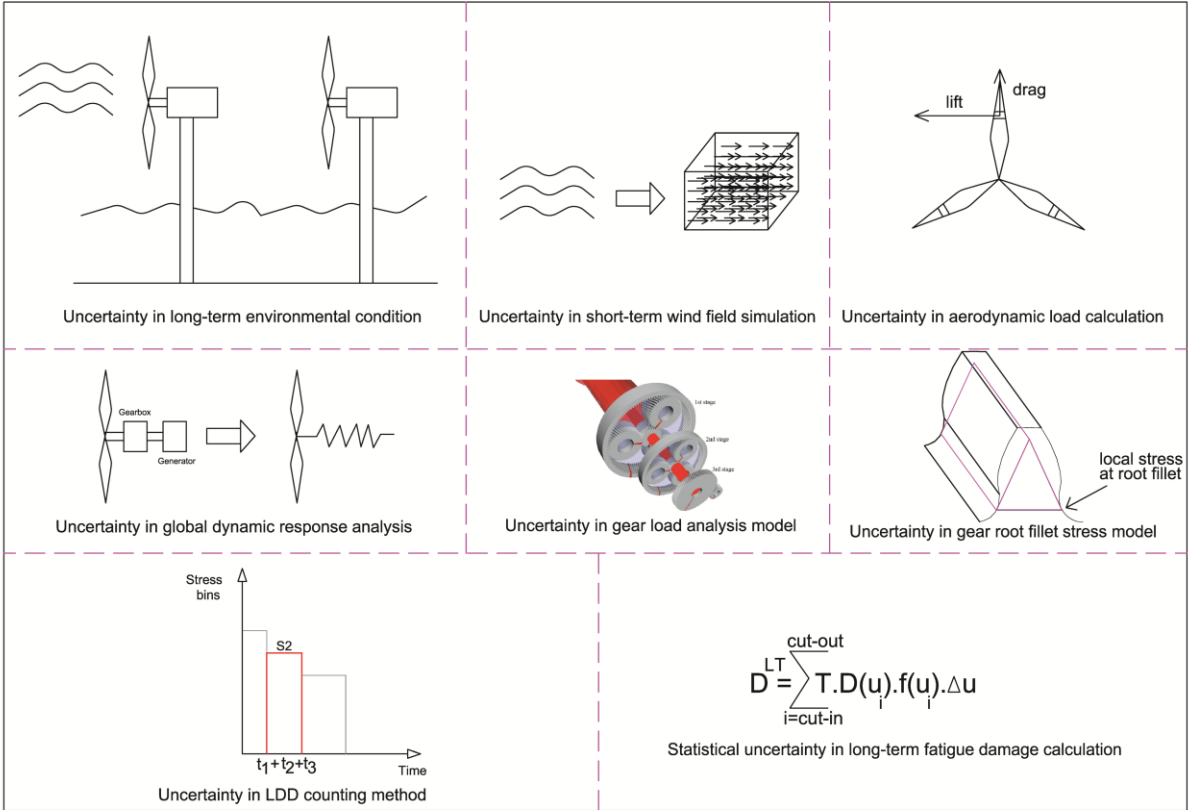 lift
drag
Uncertainty in long-term environmental condition
Uncertainty in short-term wind field simulation
Uncertainty in aerodynamic load calculation
Gearbox
Generator
Uncertainty in global dynamic response analysis
1st stage
2nd stage
3rd stage
Uncertainty in gear load analysis model
local stress
at root fillet
Uncertainty in gear root fillet stress model
Stress
bins
S2
t1+t2+t3
Time
Uncertainty in LDD counting method
cut-out
D^LT = ∑ T.D(u_i).f(u_i).Δu
i=cut-in
Statistical uncertainty in long-term fatigue damage calculation